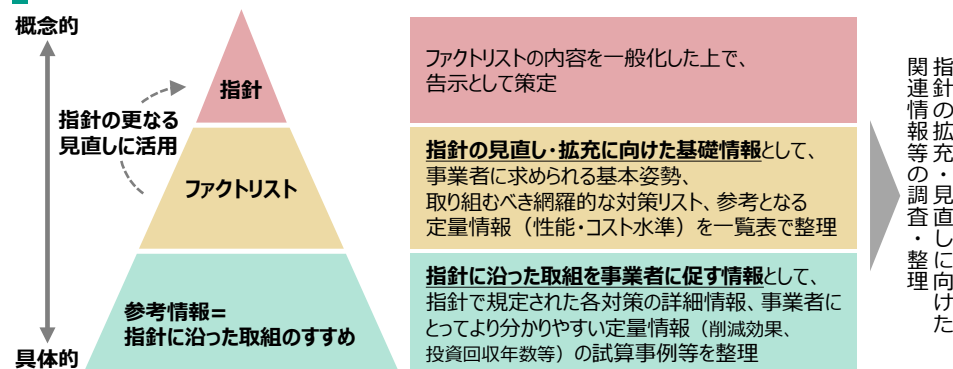 概念的
指針
指針の更なる
見直しに活用
ファクトリスト
参考情報=
指針に沿った取組のすすめ
具体的
ファクトリストの内容を一般化した上で、
告示として策定
指針の見直し・拡充に向けた基礎情報として、
事業者に求められる基本姿勢、
取り組むべき網羅的な対策リスト、参考となる
定量情報（性能・コスト水準）を一覧表で整理
指針に沿った取組を事業者に促す情報として、
指針で規定された各対策の詳細情報、事業者に
とってより分かりやすい定量情報（削減効果、
投資回収年数等）の試算事例等を整理
指針の拡充・見直しに向けた
関連情報等の調査・整理